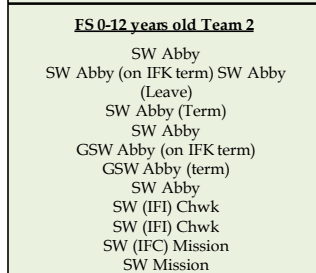 FS 0-12 years old Team 2
SW Abby
SW Abby (on IFK term) SW Abby
(Leave)
SW Abby (Term)
SW Abby
GSW Abby (on IFK term)
GSW Abby (term)
SW Abby
SW (IFI) Chwk
SW (IFI) Chwk
SW (IFC) Mission
SW Mission